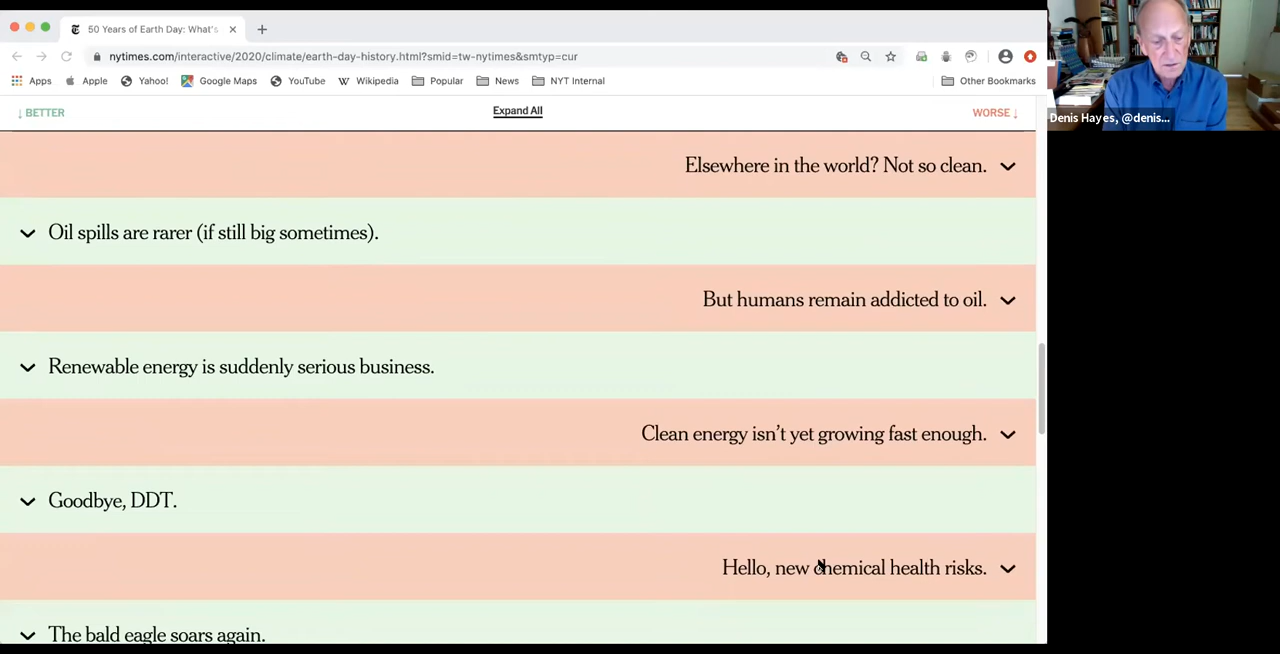 50 Years of Earth Day: What's
nytimes.com/interactive/2020/climate/earth-day-history.html?smid=tw-nytimes&smtyp=cur
Apps Apple Yahoo! Google Maps YouTube Wikipedia Popular News NYT Internal Other Bookmarks
↓ BETTER Expand All WORSE ↓
Elsewhere in the world? Not so clean.
Oil spills are rarer (if still big sometimes).
But humans remain addicted to oil.
Renewable energy is suddenly serious business.
Clean energy isn’t yet growing fast enough.
Goodbye, DDT.
Hello, new chemical health risks.
The bald eagle soars again.
Denis Hayes, @denis...